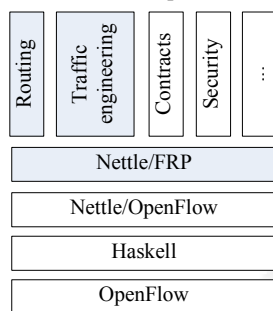 Routing
Traffic
engineering
Contracts
Security
...
Nettle/FRP
Nettle/OpenFlow
Haskell
OpenFlow